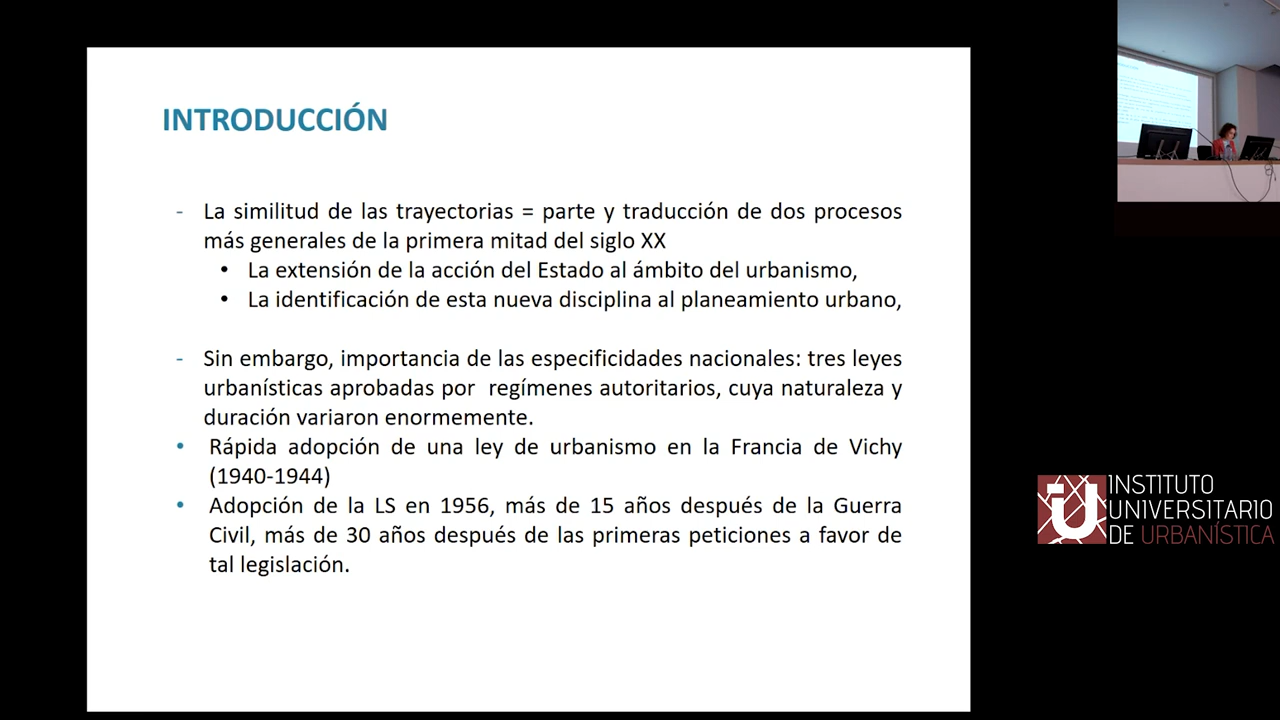 INTRODUCCIÓN
- La similitud de las trayectorias = parte y traducción de dos procesos
más generales de la primera mitad del siglo XX
• La extensión de la acción del Estado al ámbito del urbanismo,
• La identificación de esta nueva disciplina al planeamiento urbano,
- Sin embargo, importancia de las especificidades nacionales: tres leyes
urbanísticas aprobadas por regímenes autoritarios, cuya naturaleza y
duración variaron enormemente.
• Rápida adopción de una ley de urbanismo en la Francia de Vichy
(1940-1944)
• Adopción de la LS en 1956, más de 15 años después de la Guerra
Civil, más de 30 años después de las primeras peticiones a favor de
tal legislación.
INSTITUTO
UNIVERSITARIO
DE URBANÍSTICA